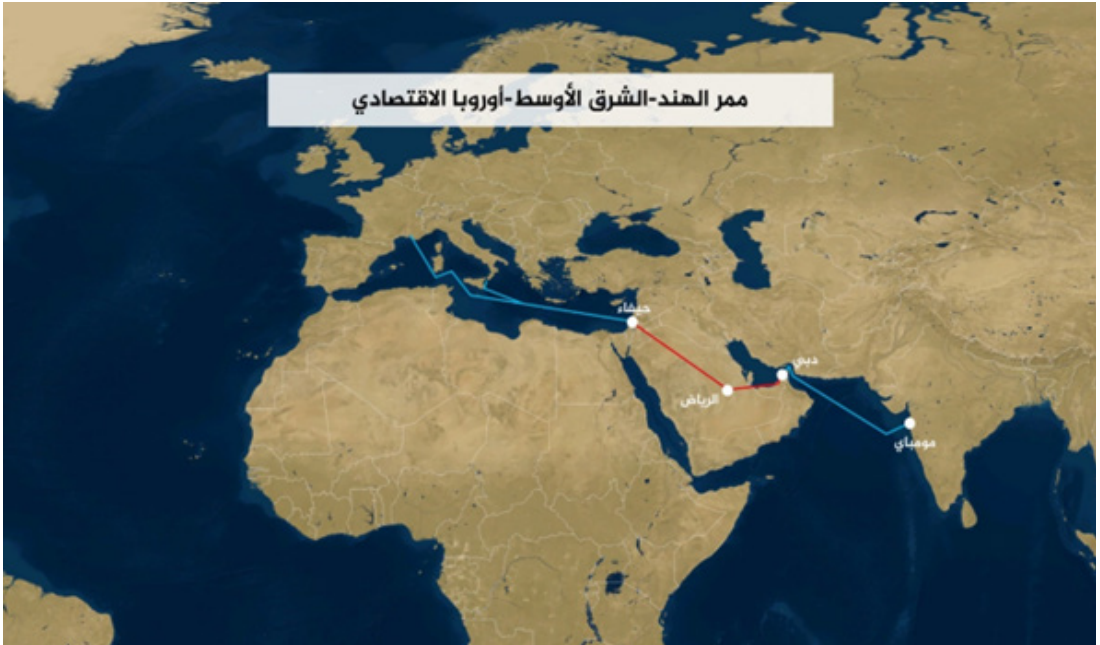 ممر الهند-الشرق الأوسط-أوروبا الاقتصادي
حيفاء
دبي
الرياض
مومباي